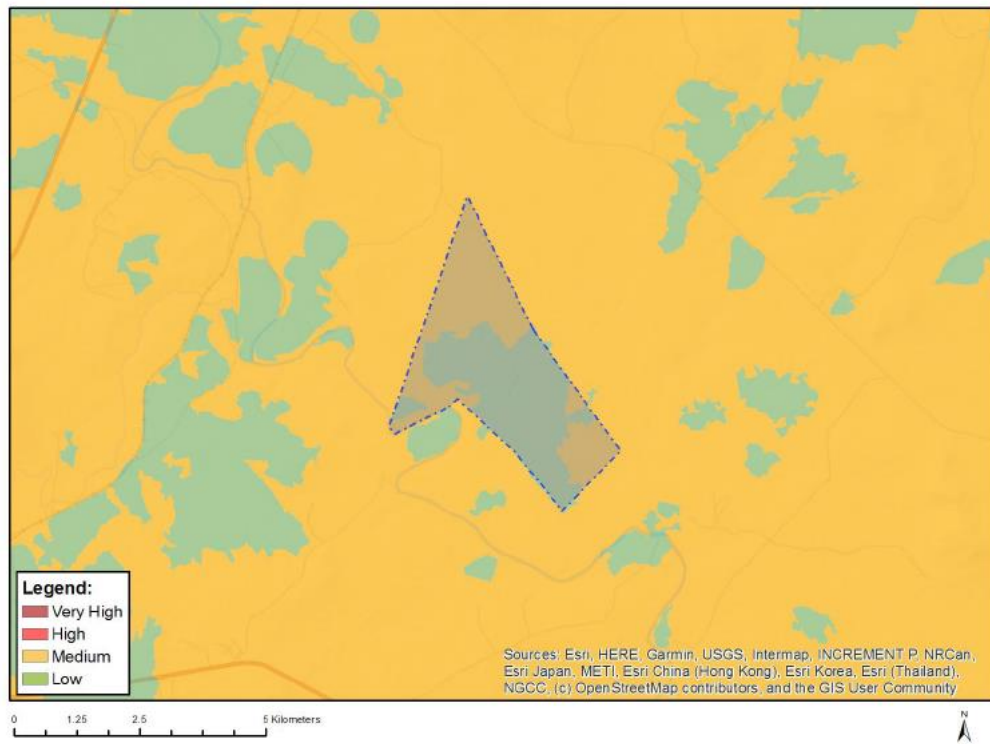 Legend:
Very High
High
Medium
Low
Sources: Esri, HERE, Garmin, USGS, Intermap, INCREMENT P, NRCan,
Esri Japan, METI, Esri China (Hong Kong), Esri Korea, Esri (Thailand),
NGCC, (c) OpenStreetMap contributors, and the GIS User Community
0 1.25 2.5 5 Kilometers
N